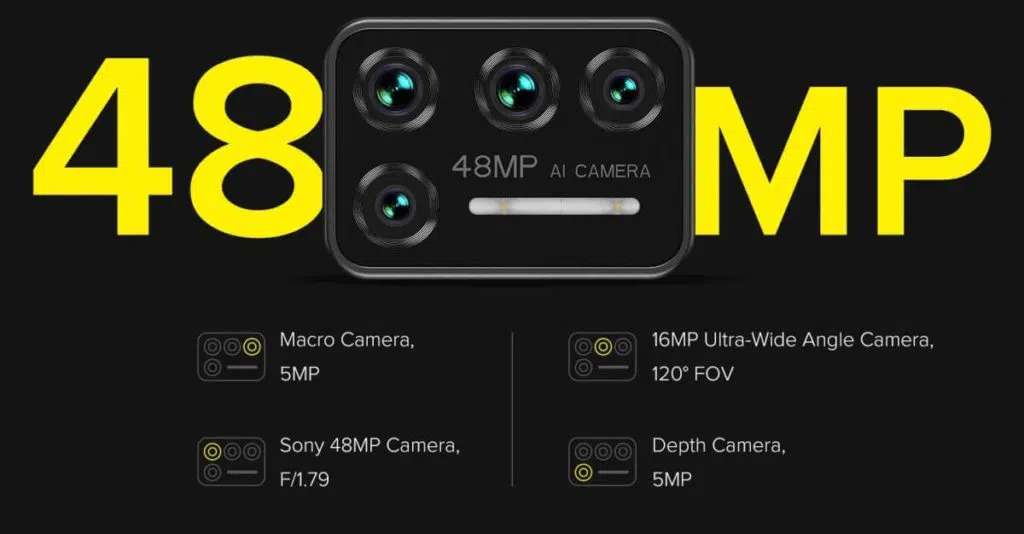 48 MP
48MP AI CAMERA
Macro Camera,
5MP
16MP Ultra-Wide Angle Camera,
120° FOV
Sony 48MP Camera,
F/1.79
Depth Camera,
5MP